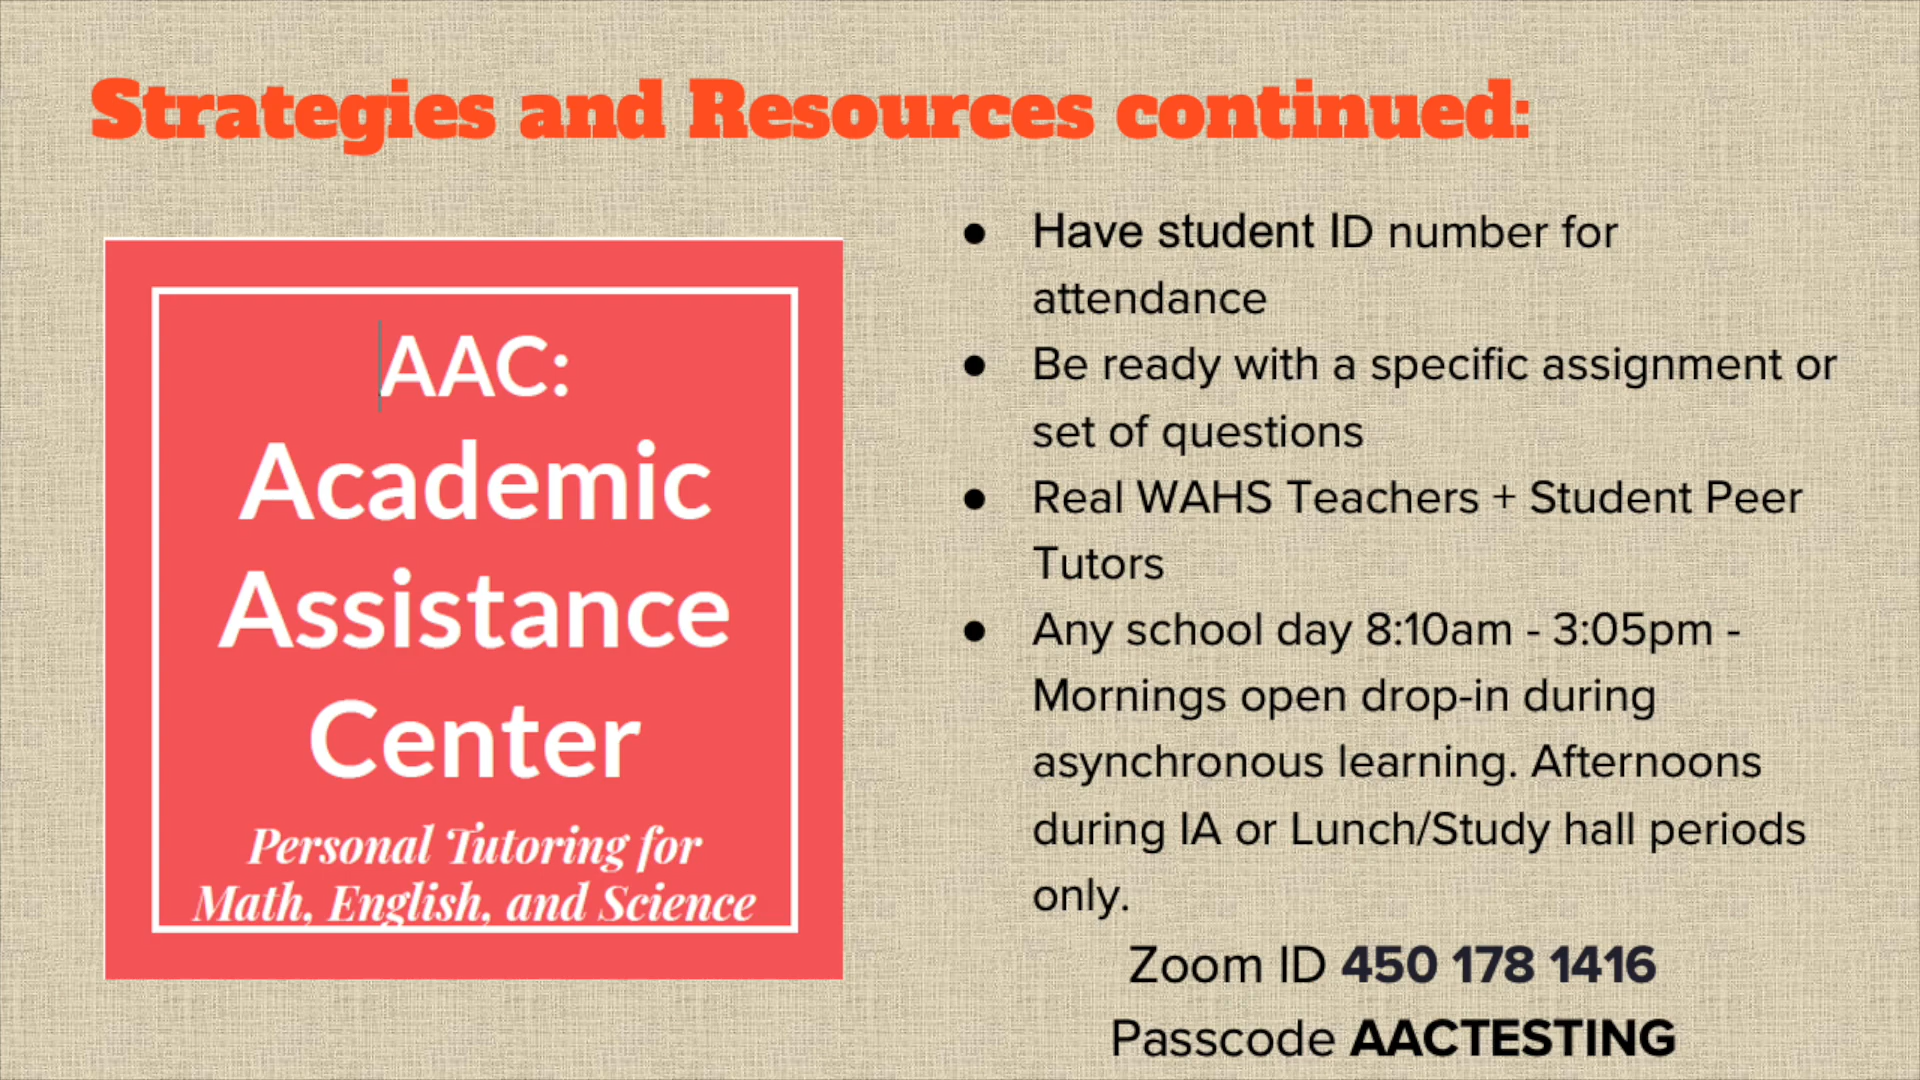 Strategies and Resources continued:
AAC:
Academic
Assistance
Center
Personal Tutoring for
Math, English, and Science
● Have student ID number for
attendance
● Be ready with a specific assignment or
set of questions
● Real WAHS Teachers + Student Peer
Tutors
● Any school day 8:10am - 3:05pm -
Mornings open drop-in during
asynchronous learning. Afternoons
during IA or Lunch/Study hall periods
only.
Zoom ID 450 178 1416
Passcode AACTESTING